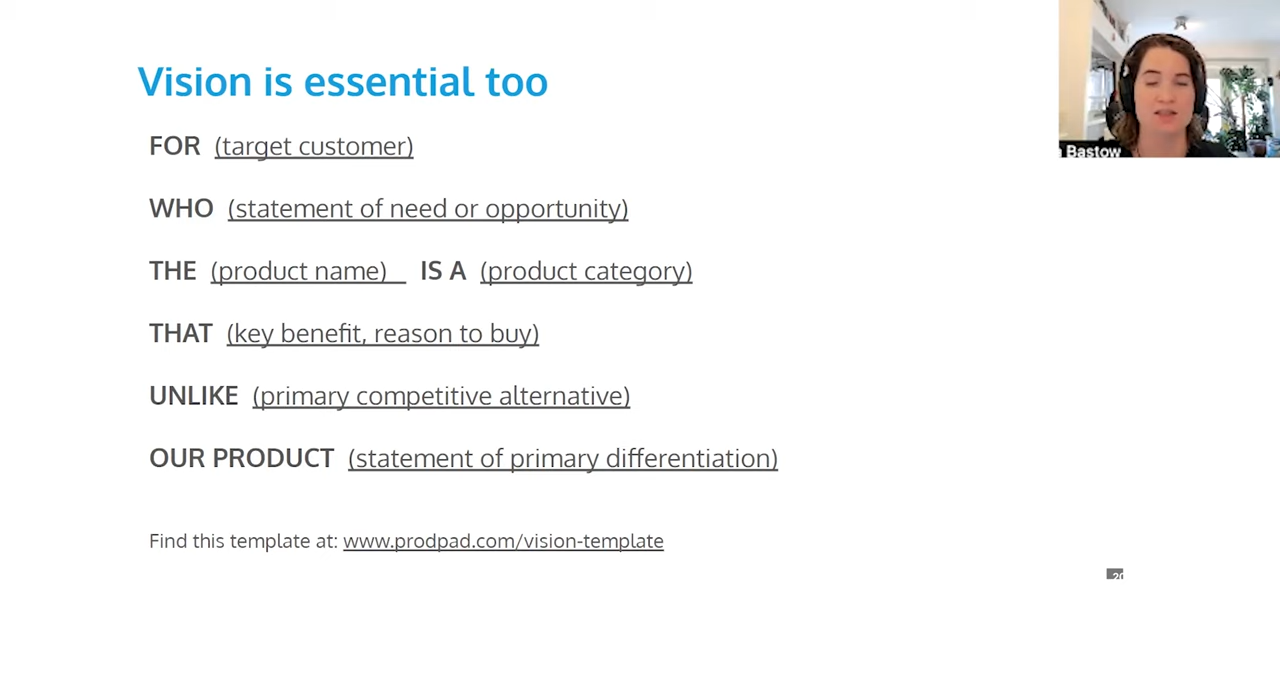 Vision is essential too
FOR (target customer)
WHO (statement of need or opportunity)
THE (product name)__ IS A (product category)
THAT (key benefit, reason to buy)
UNLIKE (primary competitive alternative)
OUR PRODUCT (statement of primary differentiation)
Find this template at: www.prodpad.com/vision-template
Bastow